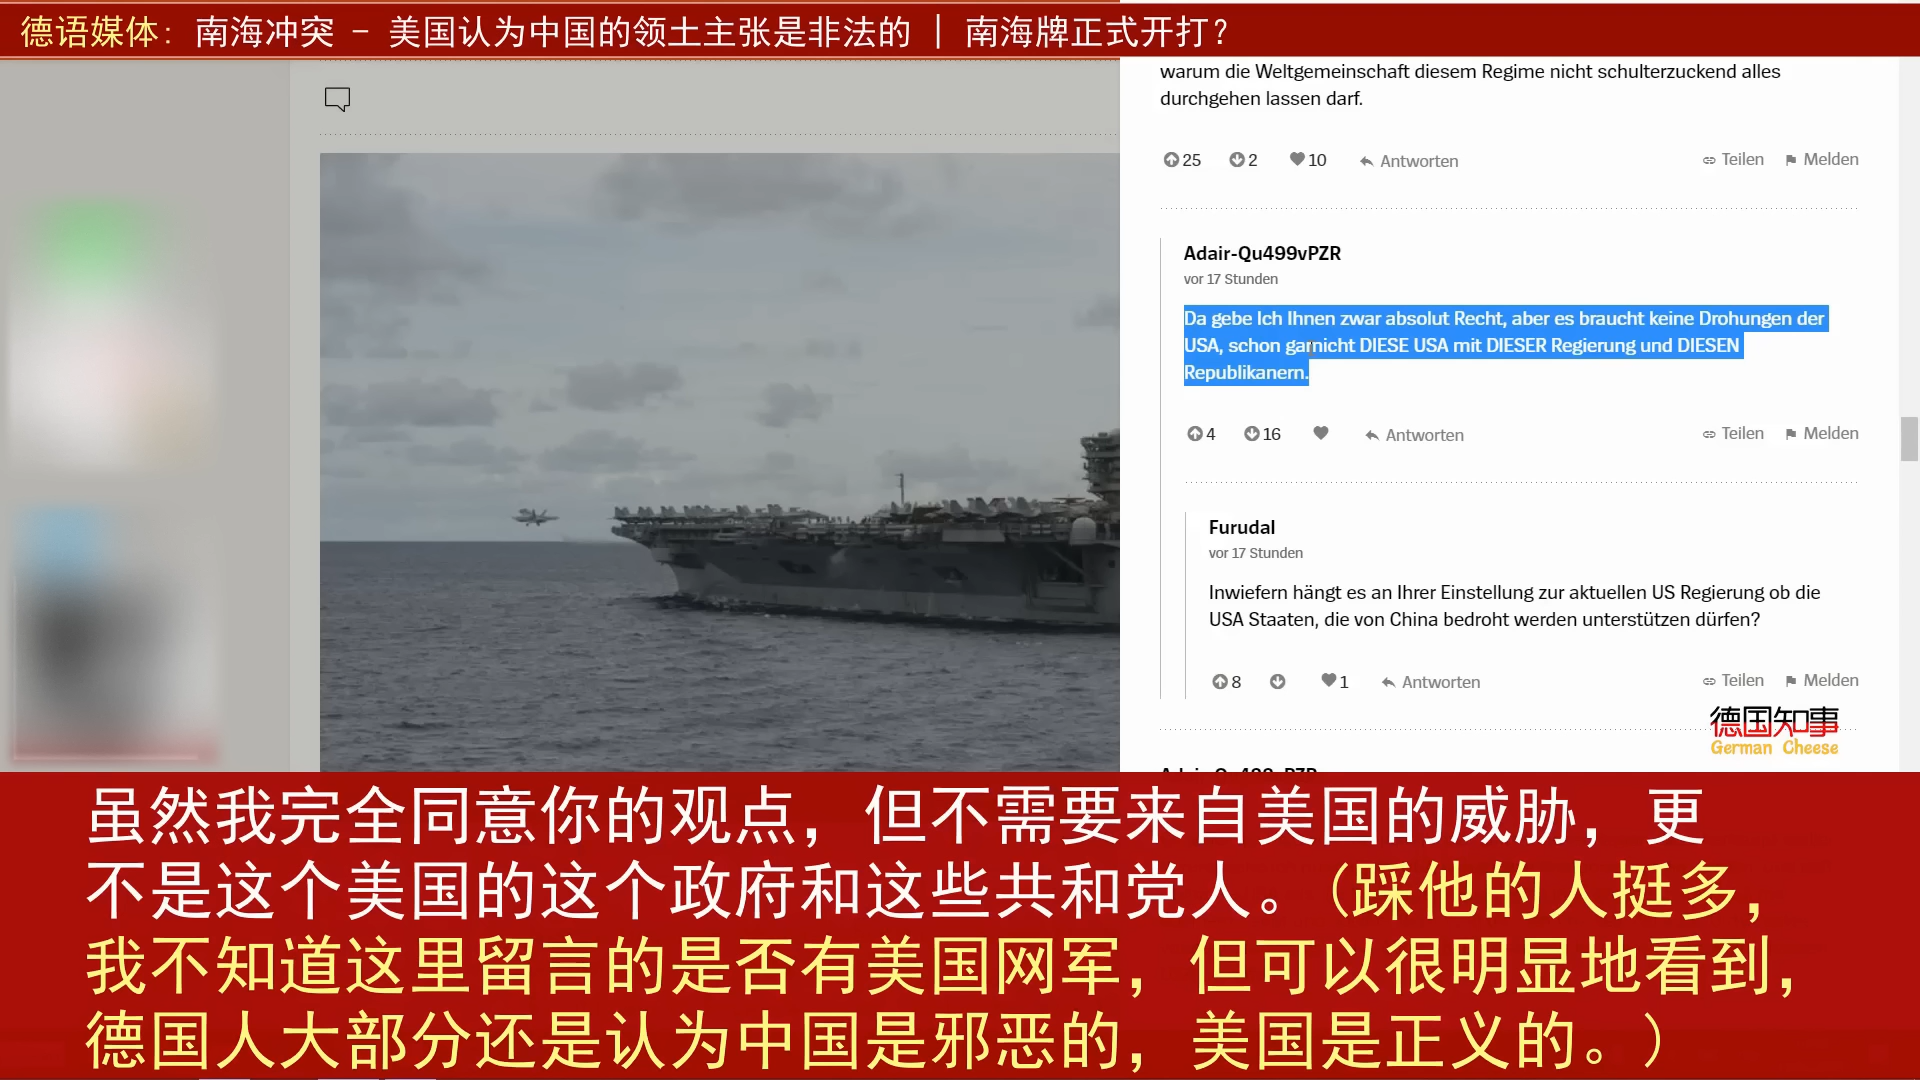 德语媒体: 南海冲突 - 美国认为中国的领土主张是非法的 | 南海牌正式开打?
warum die Weltgemeinschaft diesem Regime nicht schulterzuckend alles
durchgehen lassen darf.
25 2 10 Antworten Teilen Melden
Adair-Qu499vPZR
vor 17 Stunden
Da gebe Ich Ihnen zwar absolut Recht, aber es braucht keine Drohungen der
USA, schon garnicht DIESE USA mit DIESER Regierung und DIESEN
Republikanern.
4 16 Antworten Teilen Melden
Furudal
vor 17 Stunden
Inwiefern hängt es an Ihrer Einstellung zur aktuellen US Regierung ob die
USA Staaten, die von China bedroht werden unterstützen dürfen?
8 1 Antworten Teilen Melden
德国知事
German Cheese
虽然我完全同意你的观点，但不需要来自美国的威胁，更
不是这个美国的这个政府和这些共和党人。（踩他的人挺多，
我不知道这里留言的是否有美国网军，但可以很明显地看到，
德国人大部分还是认为中国是邪恶的，美国是正义的。）